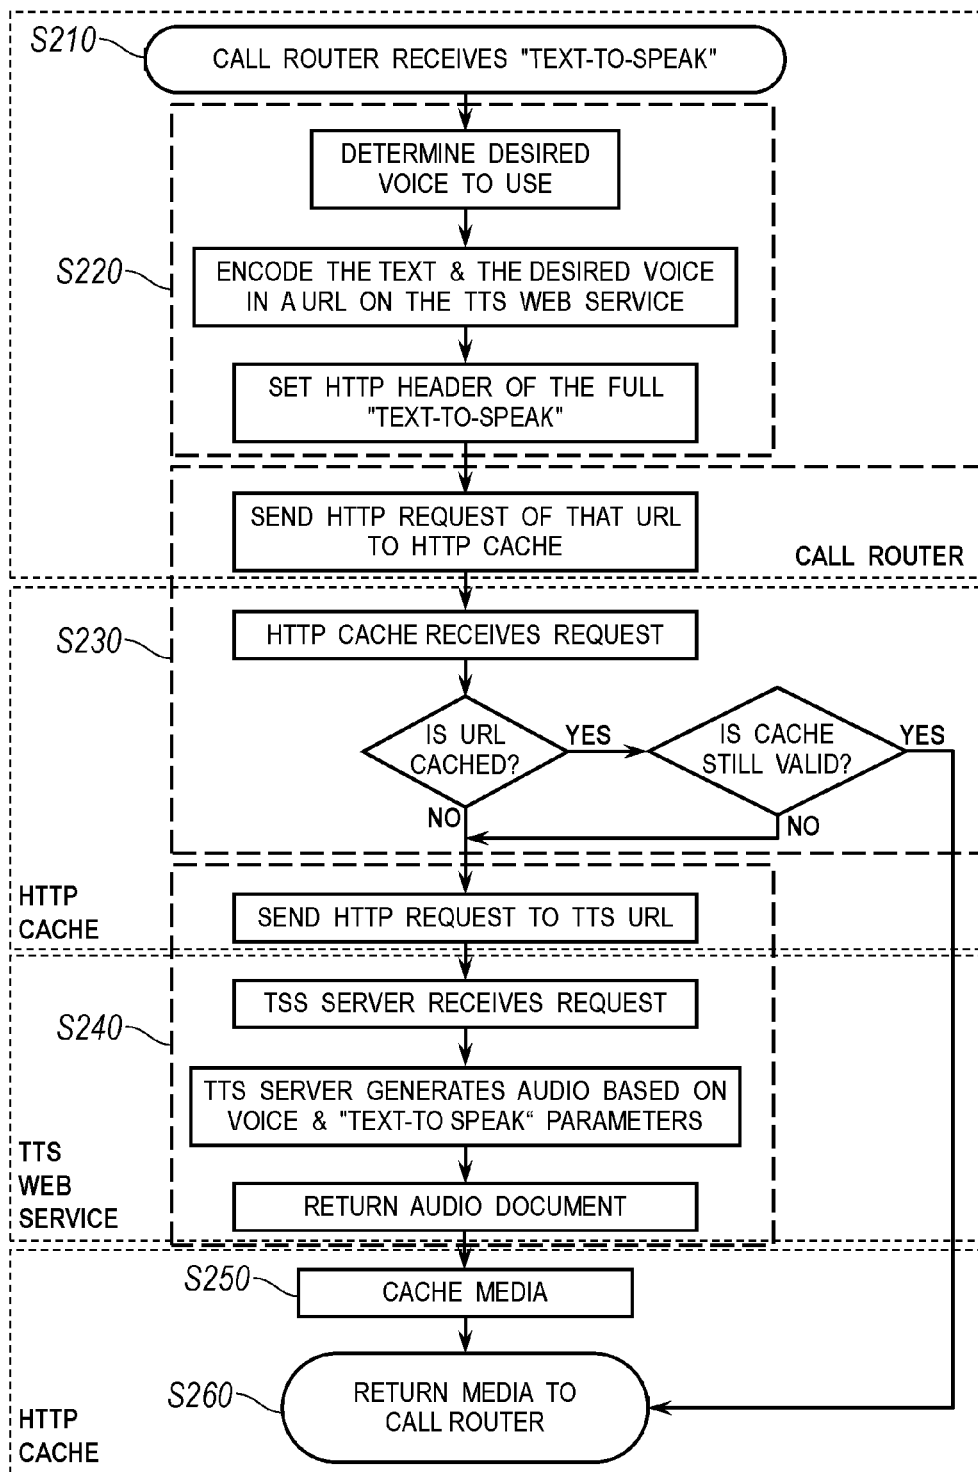 S210
CALL ROUTER RECEIVES "TEXT-TO-SPEAK"
DETERMINE DESIRED
VOICE TO USE
S220
ENCODE THE TEXT & THE DESIRED VOICE
IN A URL ON THE TTS WEB SERVICE
SET HTTP HEADER OF THE FULL
"TEXT-TO-SPEAK"
SEND HTTP REQUEST OF THAT URL
TO HTTP CACHE
CALL ROUTER
S230
HTTP CACHE RECEIVES REQUEST
IS URL
CACHED?
YES
IS CACHE
STILL VALID?
YES
NO
NO
HTTP
CACHE
SEND HTTP REQUEST TO TTS URL
TSS SERVER RECEIVES REQUEST
S240
TTS SERVER GENERATES AUDIO BASED ON
VOICE & "TEXT-TO SPEAK“ PARAMETERS
TTS
WEB
SERVICE
RETURN AUDIO DOCUMENT
S250
CACHE MEDIA
S260
RETURN MEDIA TO
CALL ROUTER
HTTP
CACHE